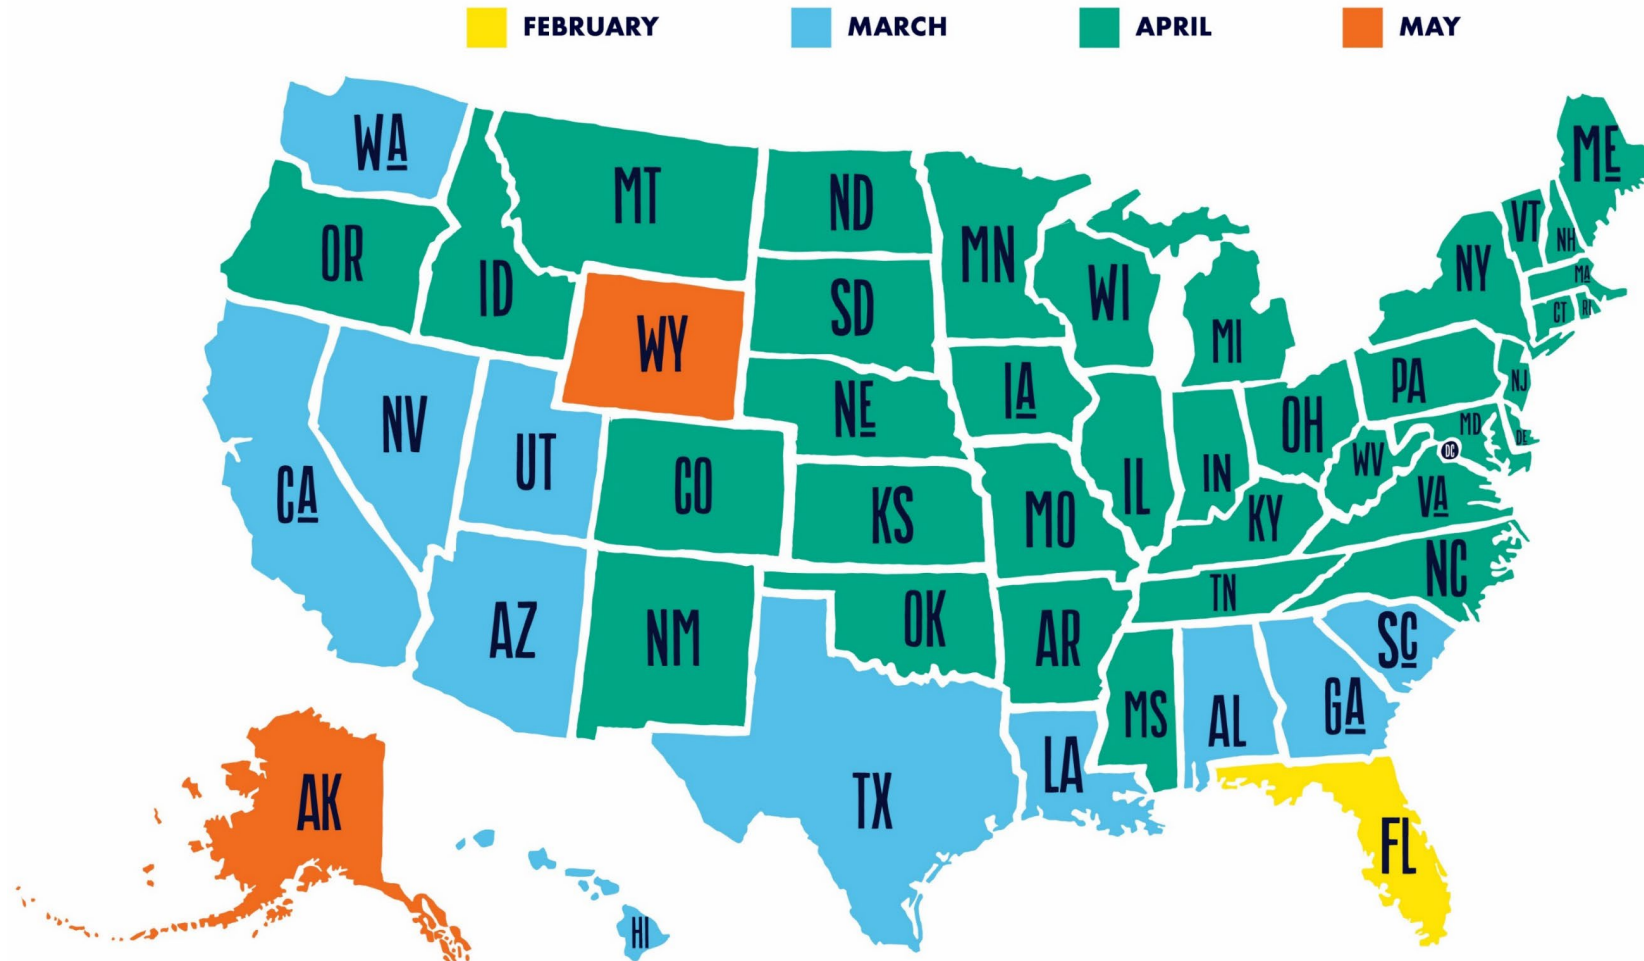 FEBRUARY MARCH APRIL MAY
WA
MT
ND
ME
OR
ID
MN
VT
NH
NY
MA
WI
SD
CT
RI
WY
MI
PA
NJ
IA
NE
NV
OH
MD
DE
DC
UT
CO
WV
IN
IL
CA
VA
KS
MO
KY
NC
TN
AZ
NM
OK
AR
SC
GA
MS
AL
LA
AK
TX
FL
HI